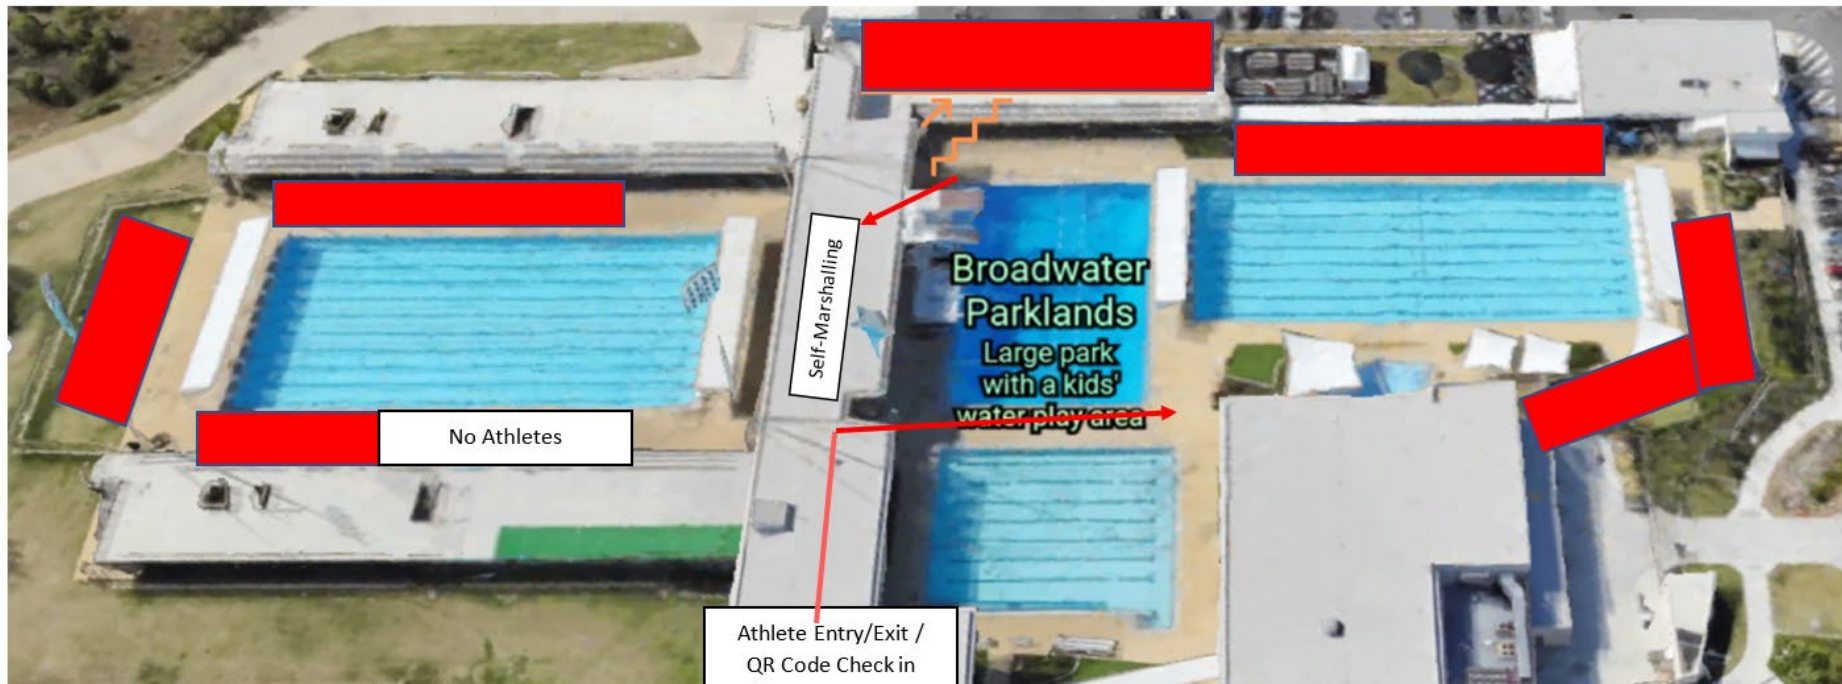 Self-Marshalling
Broadwater
Parklands
Large park
with a kids'
water play area
No Athletes
Athlete Entry/Exit /
QR Code Check in